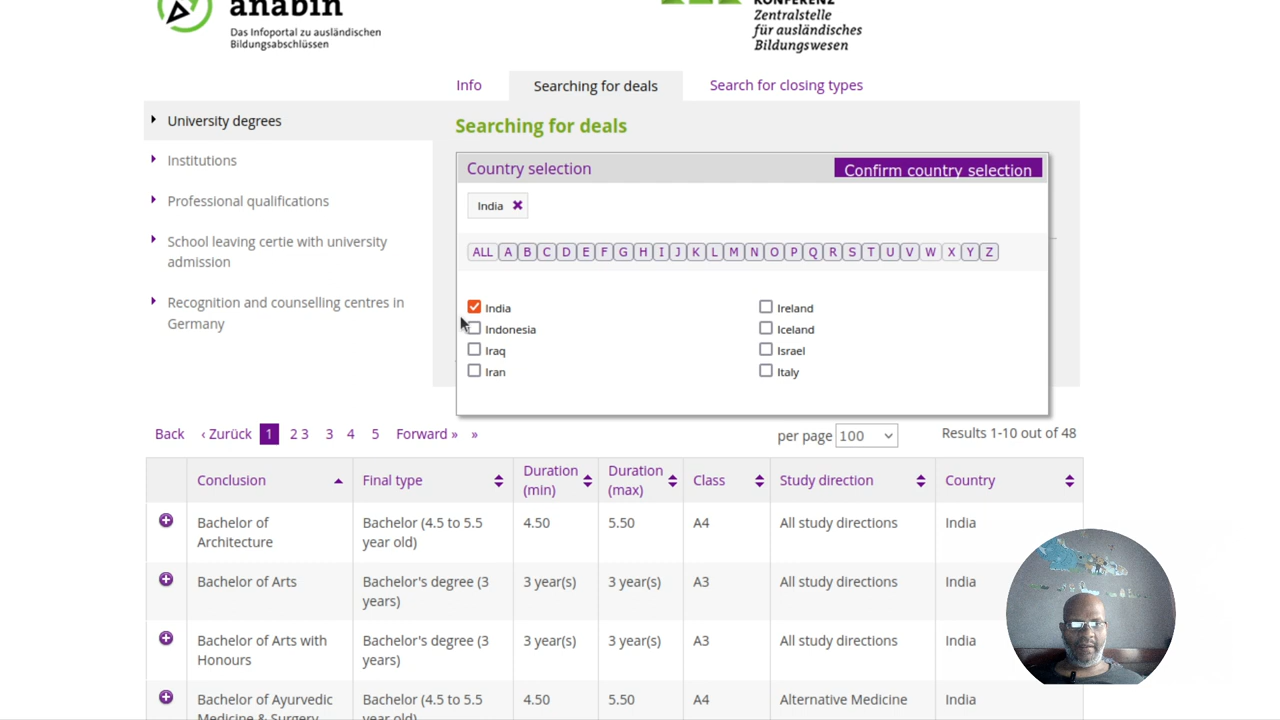 anabin
Das Infoportal zu ausländischen
Bildungsabschlüssen
KONFERENZ
Zentralstelle
für ausländisches
Bildungswesen
Info
Searching for deals
Search for closing types
University degrees
Institutions
Professional qualifications
School leaving certie with university
admission
Recognition and counselling centres in
Germany
Searching for deals
Country selection
Confirm country selection
India
ALL A B C D E F G H I J K L M N O P Q R S T U V W X Y Z
India
Ireland
Indonesia
Iceland
Iraq
Israel
Iran
Italy
Back ‹ Zurück 1 2 3 3 4 5 Forward » »
per page 100
Results 1-10 out of 48
Conclusion
Final type
Duration
(min)
Duration
(max)
Class
Study direction
Country
Bachelor of
Architecture
Bachelor (4.5 to 5.5
year old)
4.50
5.50
A4
All study directions
India
Bachelor of Arts
Bachelor's degree (3
years)
3 year(s)
3 year(s)
A3
All study directions
India
Bachelor of Arts with
Honours
Bachelor's degree (3
years)
3 year(s)
3 year(s)
A3
All study directions
India
Bachelor of Ayurvedic
Medicine & Surgery
Bachelor (4.5 to 5.5
year old)
4.50
5.50
A4
Alternative Medicine
India